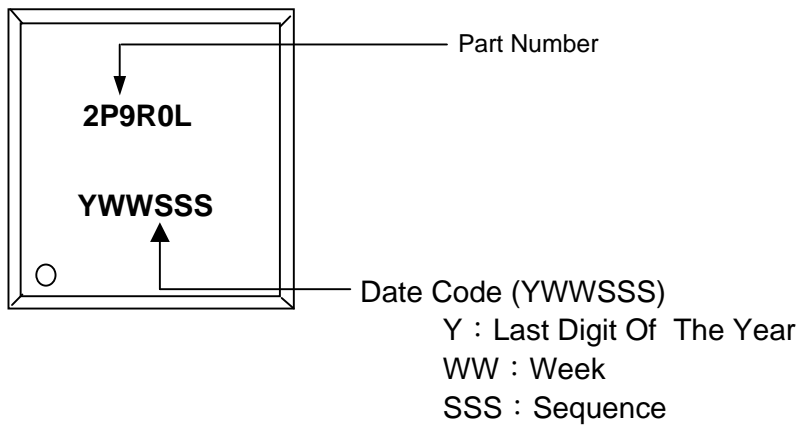 Part Number
2P9R0L
YWWSSS
Date Code (YWWSSS)
Y：Last Digit Of The Year
WW：Week
SSS：Sequence